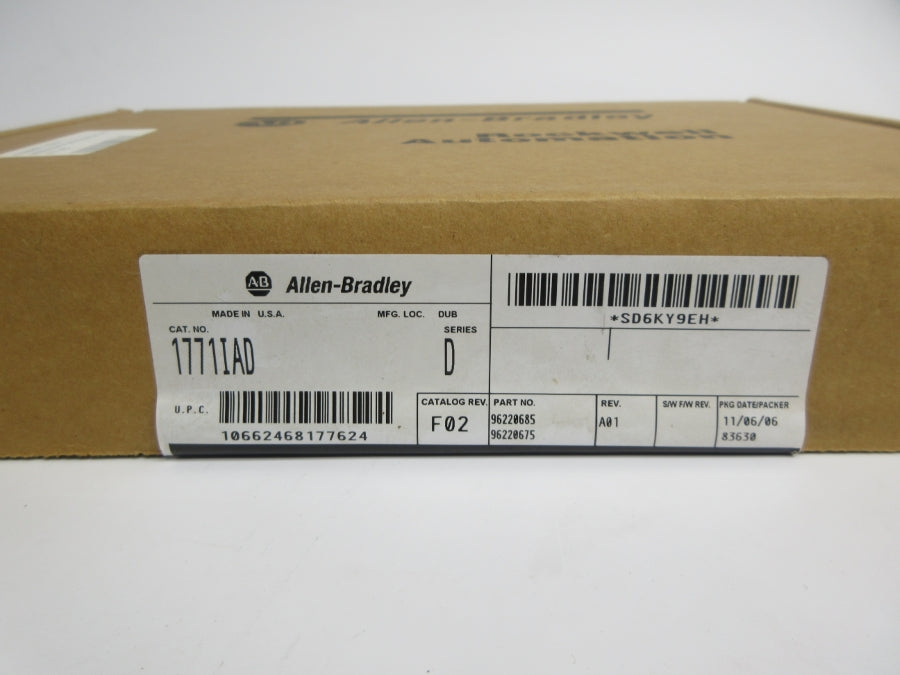 Allen-Bradley
Rockwell
Automation
AB Allen-Bradley
MADE IN U.S.A. MFG. LOC. DUB
CAT. NO. SERIES
1771IAD D
U.P.C.
10662468177624
CATALOG REV.
F02
*SD6KY9EH*
PART NO. REV. S/W F/W REV. PKG DATE/PACKER
96220685 A01 11/06/06
96220675 83630